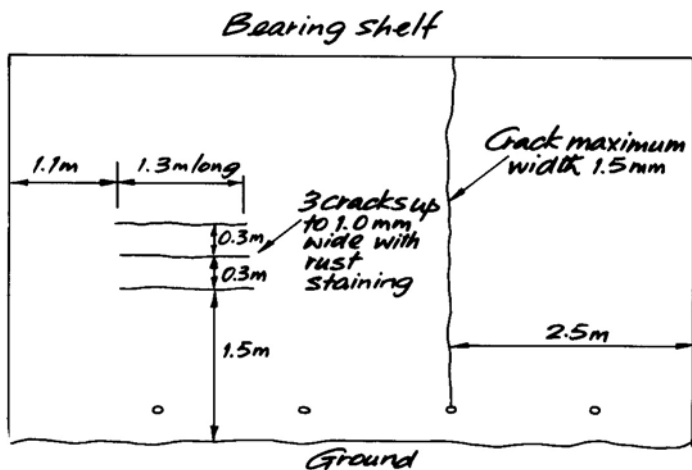 Bearing shelf
1.1m
1.3m long
Crack maximum
width 1.5mm
3 cracks up
to 1.0 mm
wide with
rust
staining
0.3m
0.3m
1.5m
2.5m
Ground